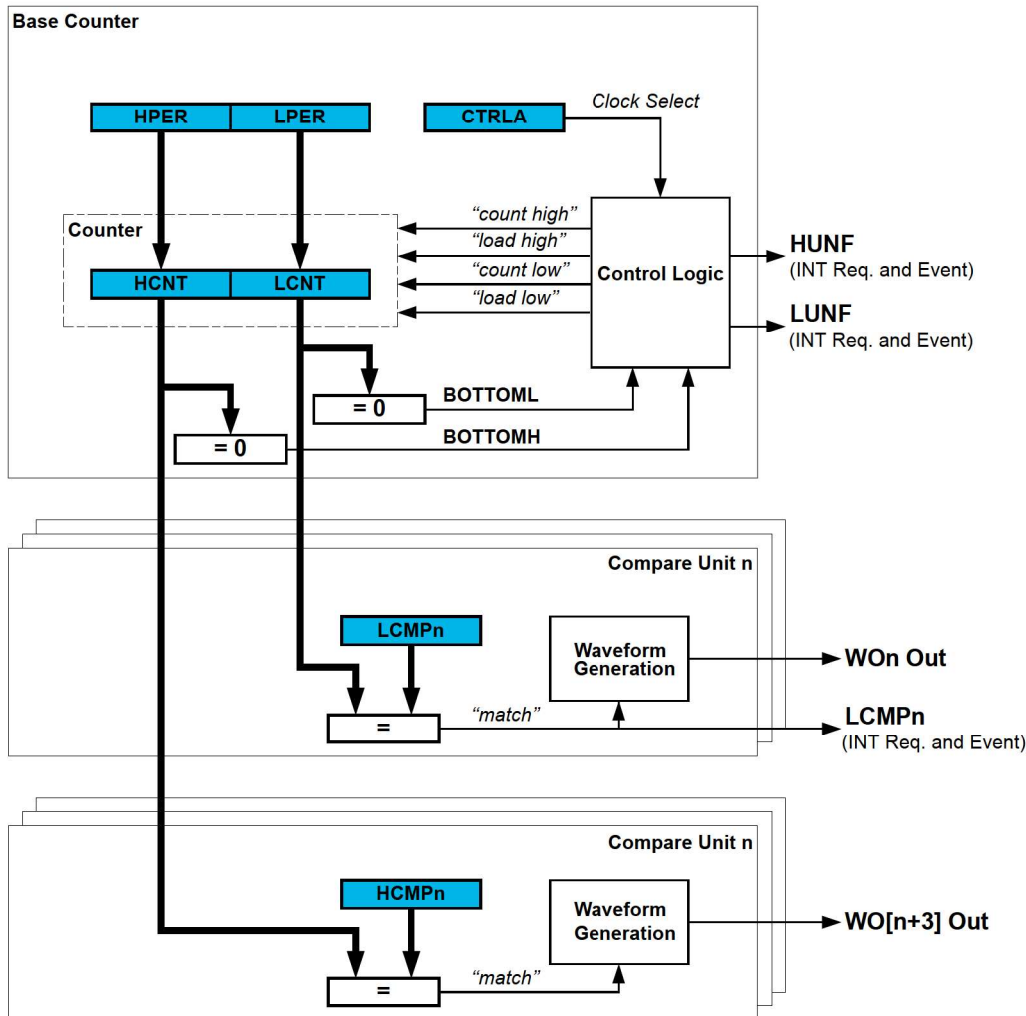 Base Counter
Clock Select
HPER LPER CTRLA
“count high”
Counter
“load high”
HUNF
Control Logic
“count low”
(INT Req. and Event)
HCNT LCNT
“load low”
LUNF
(INT Req. and Event)
BOTTOML
= 0
BOTTOMH
= 0
Compare Unit n
LCMPn
Waveform
Generation
WOn Out
“match”
=
LCMPn
(INT Req. and Event)
Compare Unit n
HCMPn
Waveform
Generation
WO[n+3] Out
“match”
=